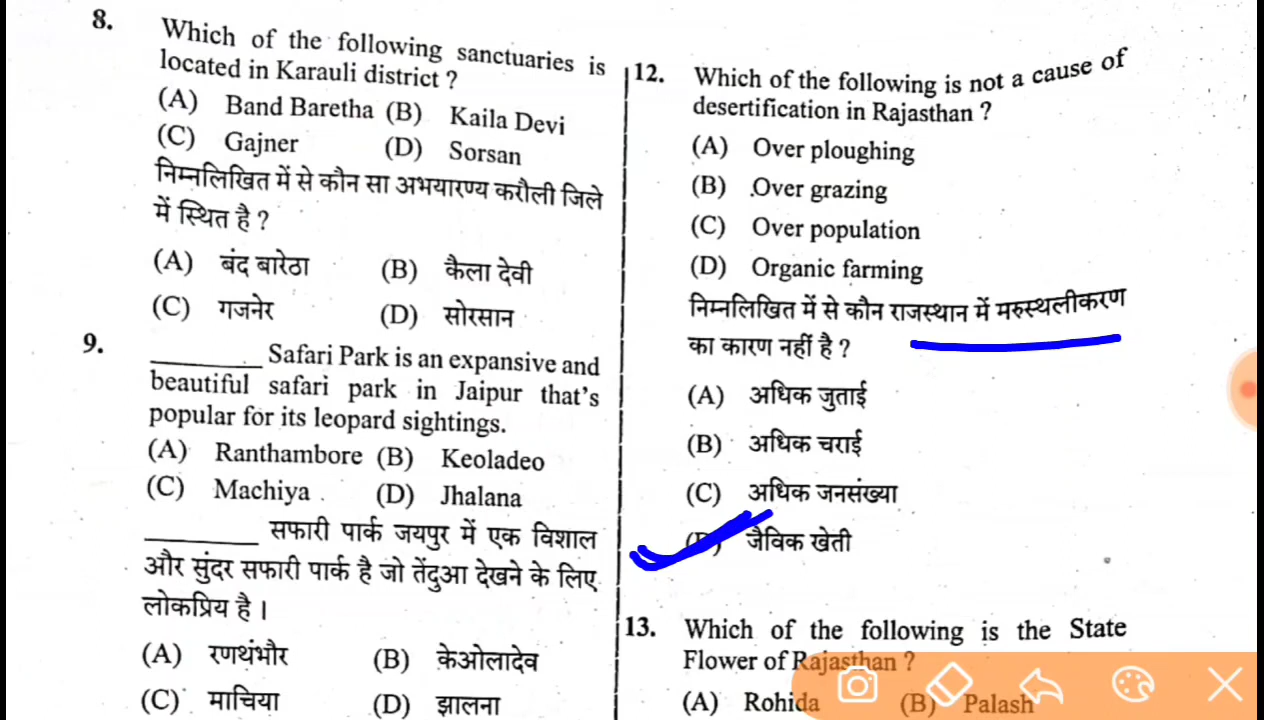 8. Which of the following sanctuaries is
located in Karauli district ?
(A) Band Baretha (B) Kaila Devi
(C) Gajner (D) Sorsan
निम्नलिखित में से कौन सा अभयारण्य करौली जिले
में स्थित है ?
(A) बंद बारेठा (B) कैला देवी
(C) गजनेर (D) सोरसान
9. ________ Safari Park is an expansive and
beautiful safari park in Jaipur that's
popular for its leopard sightings.
(A) Ranthambore (B) Keoladeo
(C) Machiya (D) Jhalana
________ सफारी पार्क जयपुर में एक विशाल
और सुंदर सफारी पार्क है जो तेंदुआ देखने के लिए
लोकप्रिय है ।
(A) रणथंभौर (B) केओलादेव
(C) माचिया (D) झालना
12. Which of the following is not a cause of
desertification in Rajasthan ?
(A) Over ploughing
(B) Over grazing
(C) Over population
(D) Organic farming
निम्नलिखित में से कौन राजस्थान में मरुस्थलीकरण
का कारण नहीं है ?
(A) अधिक जुताई
(B) अधिक चराई
(C) अधिक जनसंख्या
(D) जैविक खेती
13. Which of the following is the State
Flower of Rajasthan ?
(A) Rohida (B) Palash